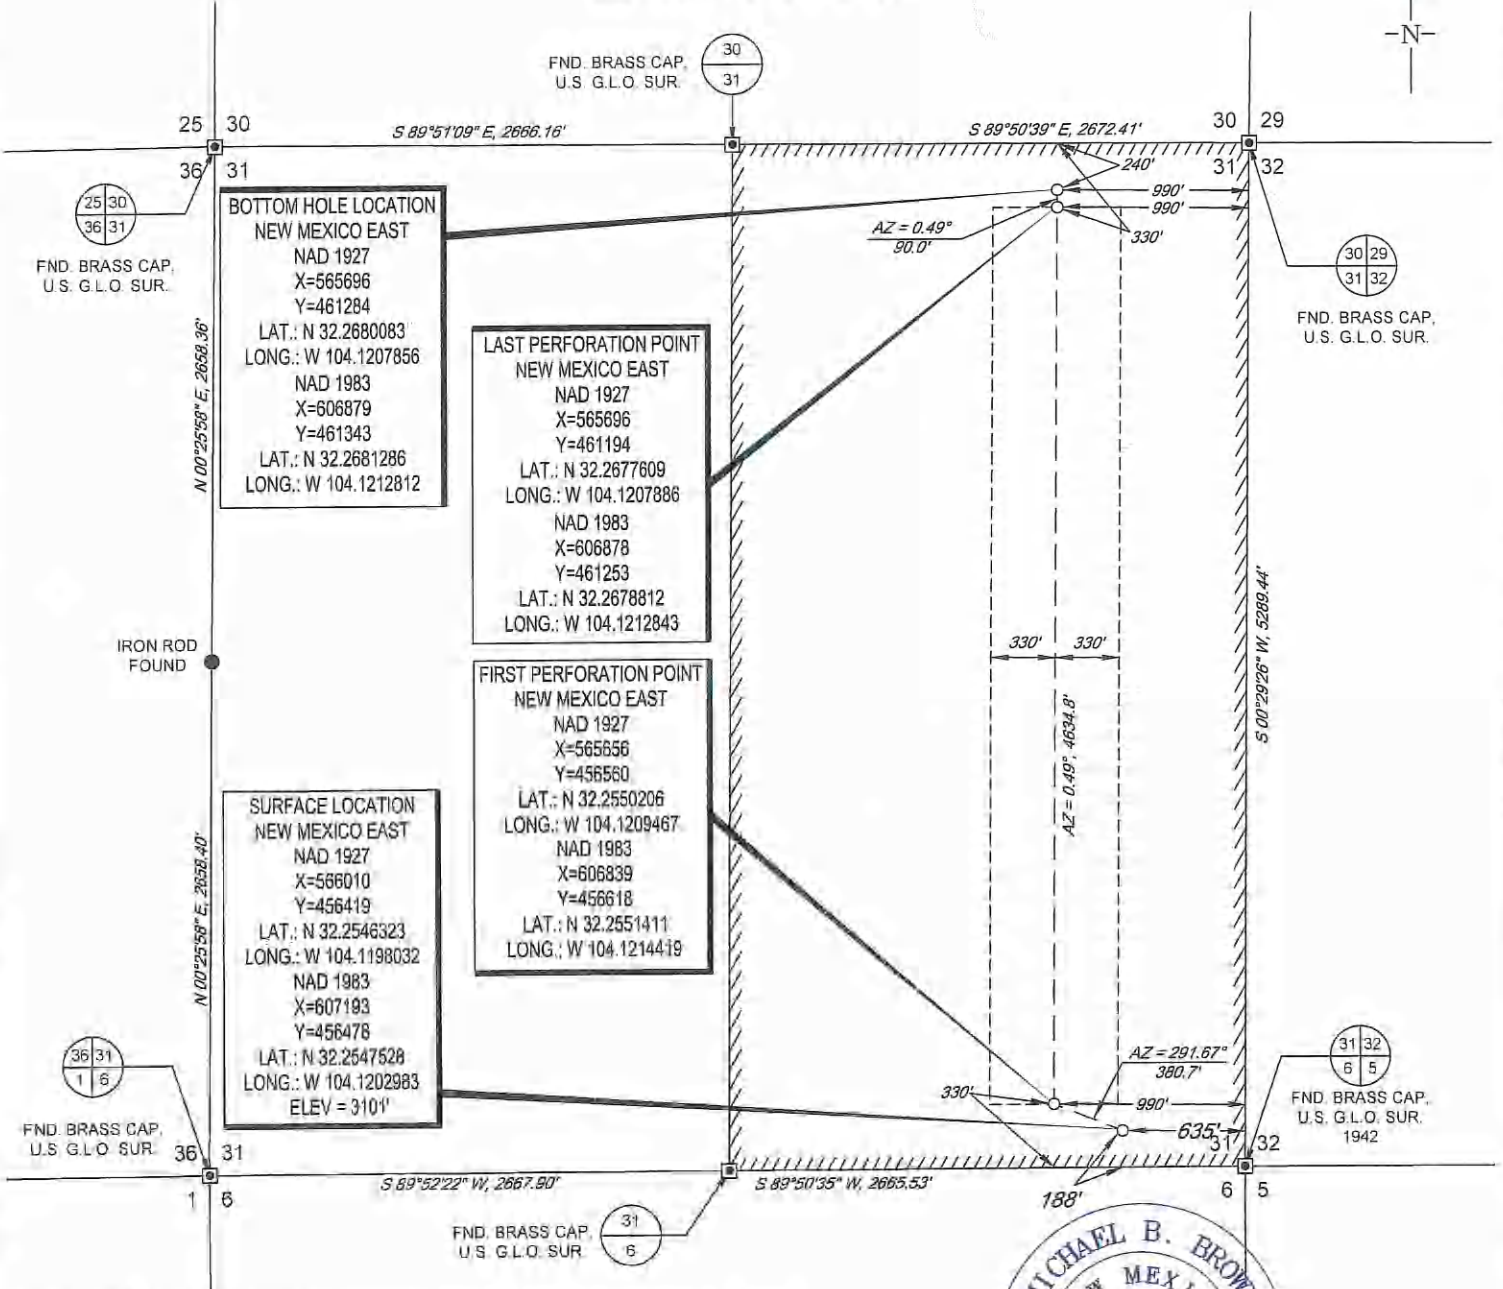 -N-
30
31
FND. BRASS CAP,
U.S. G.L.O. SUR.
25 30
36 31
S 89°51'09" E, 2666.16'
S 89°50'39" E, 2672.41'
30 29
31 32
25 30
36 31
FND. BRASS CAP,
U.S. G.L.O. SUR.
240'
990'
990'
330'
AZ = 0.49°
90.0'
30 29
31 32
FND. BRASS CAP,
U.S. G.L.O. SUR.
BOTTOM HOLE LOCATION
NEW MEXICO EAST
NAD 1927
X=565696
Y=461284
LAT.: N 32.2680083
LONG.: W 104.1207856
NAD 1983
X=606879
Y=461343
LAT.: N 32.2681286
LONG.: W 104.1212812
N 00°25'58" E, 2658.36'
LAST PERFORATION POINT
NEW MEXICO EAST
NAD 1927
X=565696
Y=461194
LAT.: N 32.2677609
LONG.: W 104.1207886
NAD 1983
X=606878
Y=461253
LAT.: N 32.2678812
LONG.: W 104.1212843
IRON ROD
FOUND
330' 330'
AZ = 0.49°, 4634.8'
S 00°29'26" W, 5289.44'
FIRST PERFORATION POINT
NEW MEXICO EAST
NAD 1927
X=565656
Y=456560
LAT.: N 32.2550206
LONG.: W 104.1209467
NAD 1983
X=606839
Y=456618
LAT.: N 32.2551411
LONG.: W 104.1214419
SURFACE LOCATION
NEW MEXICO EAST
NAD 1927
X=566010
Y=456419
LAT.: N 32.2546323
LONG.: W 104.1198032
NAD 1983
X=607193
Y=456478
LAT.: N 32.2547528
LONG.: W 104.1202983
ELEV = 3101'
N 00°25'58" E, 2658.40'
36 31
1 6
FND. BRASS CAP,
U.S. G.L.O. SUR.
36 31
1 6
AZ = 291.67°
380.7'
330'
990'
635'
188'
31 32
6 5
FND. BRASS CAP,
U.S. G.L.O. SUR.
1942
31 32
6 5
S 89°52'22" W, 2667.90'
S 89°50'35" W, 2665.53'
FND. BRASS CAP,
U.S. G.L.O. SUR.
31
6
MICHAEL B. BROW
MEX